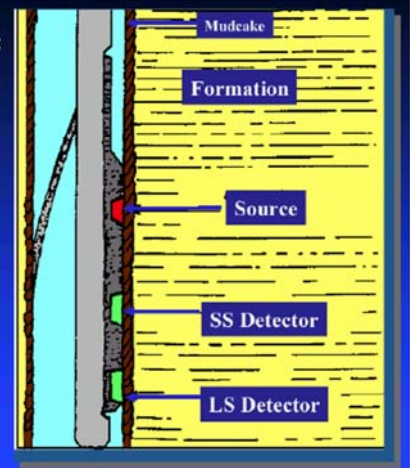 Mudcake
Formation
Source
SS Detector
LS Detector